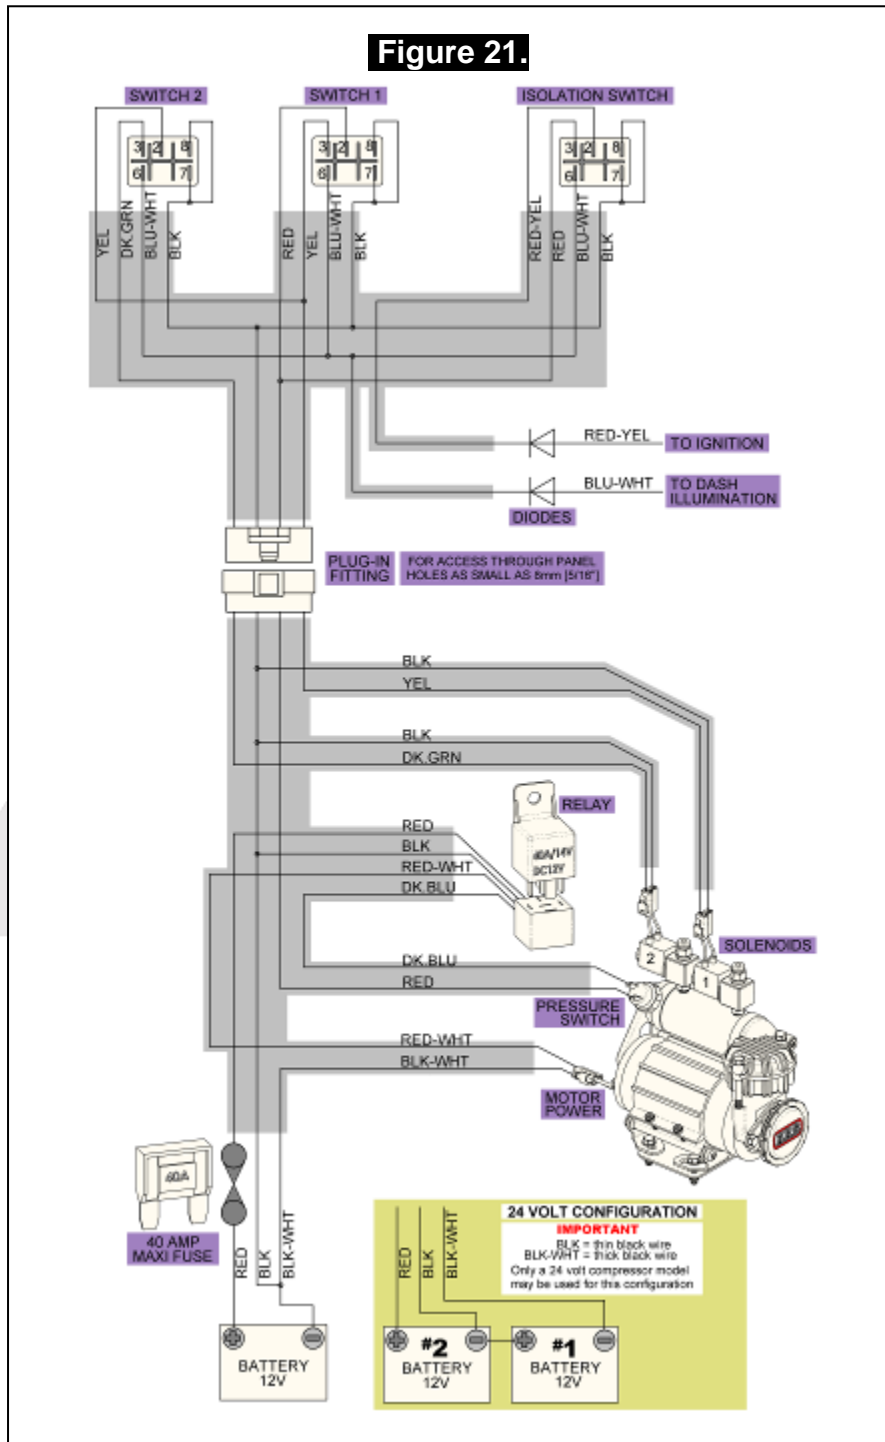 Figure 21.
SWITCH 2
SWITCH 1
ISOLATION SWITCH
3 2 8
6 7
3 2 8
6 7
3 2 8
6 7
YEL
DK.GRN
BLU-WHT
BLK
RED
YEL
BLU-WHT
BLK
RED-YEL
RED
BLU-WHT
BLK
RED-YEL
TO IGNITION
BLU-WHT
TO DASH
ILLUMINATION
DIODES
PLUG-IN
FITTING
FOR ACCESS THROUGH PANEL
HOLES AS SMALL AS 8mm [5/16"]
BLK
YEL
BLK
DK.GRN
RELAY
40A/14V
DC12V
RED
BLK
RED-WHT
DK.BLU
SOLENOIDS
2
1
DK.BLU
RED
PRESSURE
SWITCH
RED-WHT
BLK-WHT
MOTOR
POWER
40A
40 AMP
MAXI FUSE
RED
BLK
BLK-WHT
BATTERY
12V
24 VOLT CONFIGURATION
IMPORTANT
BLK = thin black wire
BLK-WHT = thick black wire
Only a 24 volt compressor model
may be used for this configuration
RED
BLK
BLK-WHT
#2
BATTERY
12V
#1
BATTERY
12V